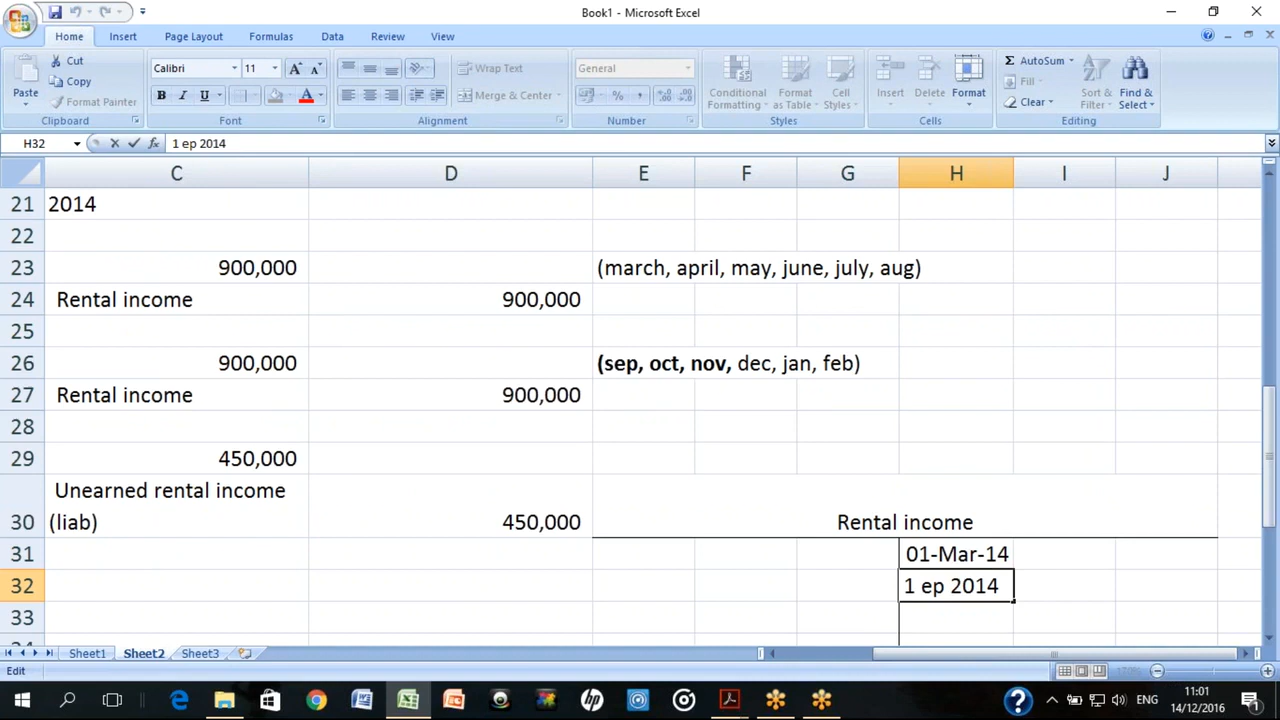 Book1 - Microsoft Excel
Home Insert Page Layout Formulas Data Review View
Paste
Cut
Copy
Format Painter
Clipboard
Calibri 11
B I U
Font
Wrap Text
Merge & Center
Alignment
General
Number
Conditional Formatting
Format as Table
Cell Styles
Styles
Insert
Delete
Format
Cells
AutoSum
Fill
Clear
Sort & Filter
Find & Select
Editing
H32 fx 1 ep 2014
C D E F G H I J
21 2014
22
23 900,000 (march, april, may, june, july, aug)
24 Rental income 900,000
25
26 900,000 (sep, oct, nov, dec, jan, feb)
27 Rental income 900,000
28
29 450,000
Unearned rental income
30 (liab) 450,000 Rental income
31 01-Mar-14
32 1 ep 2014
33
Sheet1 Sheet2 Sheet3
Edit
ENG
11:01
14/12/2016